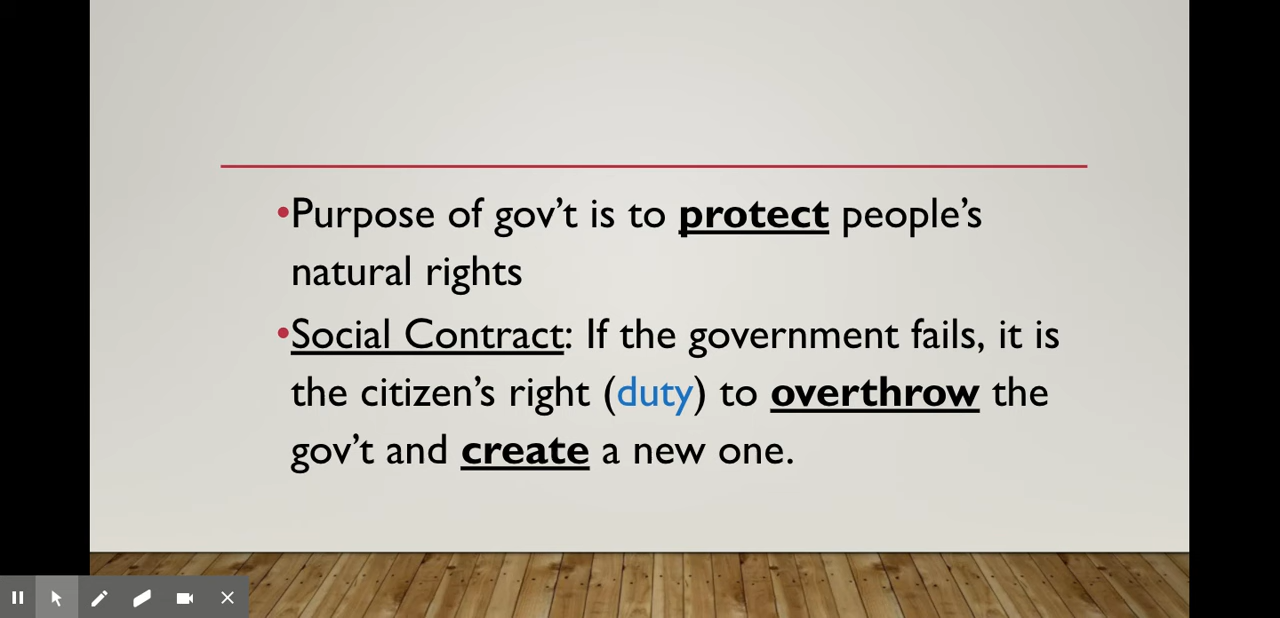 •Purpose of gov’t is to protect people’s
natural rights
•Social Contract: If the government fails, it is
the citizen’s right (duty) to overthrow the
gov’t and create a new one.